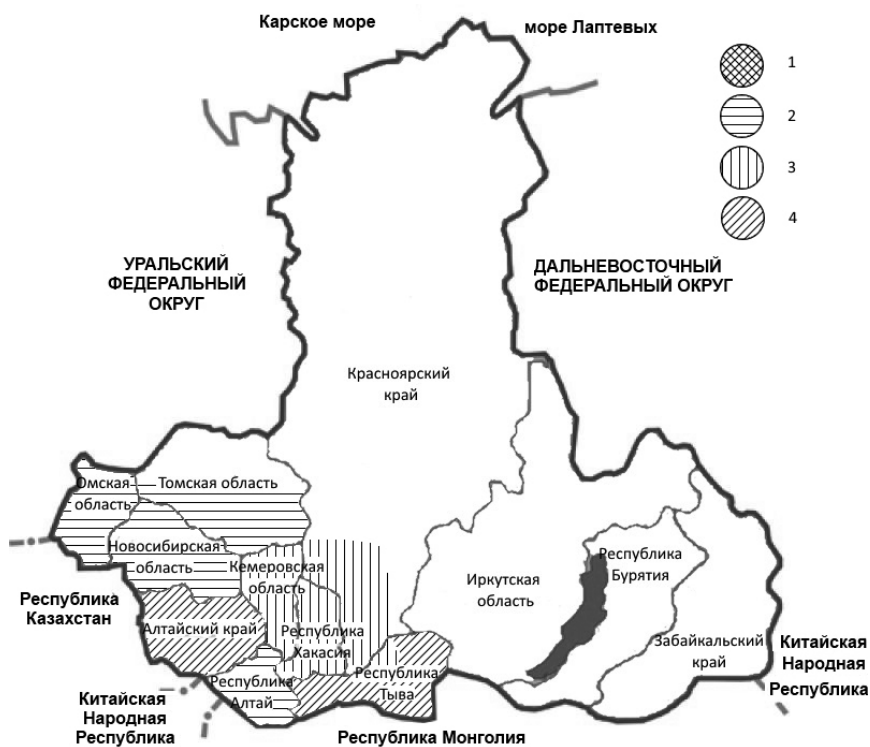 Карское море
море Лаптевых
1
2
3
4
УРАЛЬСКИЙ
ФЕДЕРАЛЬНЫЙ
ОКРУГ
ДАЛЬНЕВОСТОЧНЫЙ
ФЕДЕРАЛЬНЫЙ ОКРУГ
Красноярский
край
Омская
область
Томская область
Новосибирская
область
Кемеровская
область
Иркутская
область
Республика
Бурятия
Республика
Казахстан
Алтайский край
Республика
Хакасия
Забайкальский
край
Китайская
Народная
Республика
Республика
Алтай
Республика
Тыва
Китайская
Народная
Республика
Республика Монголия